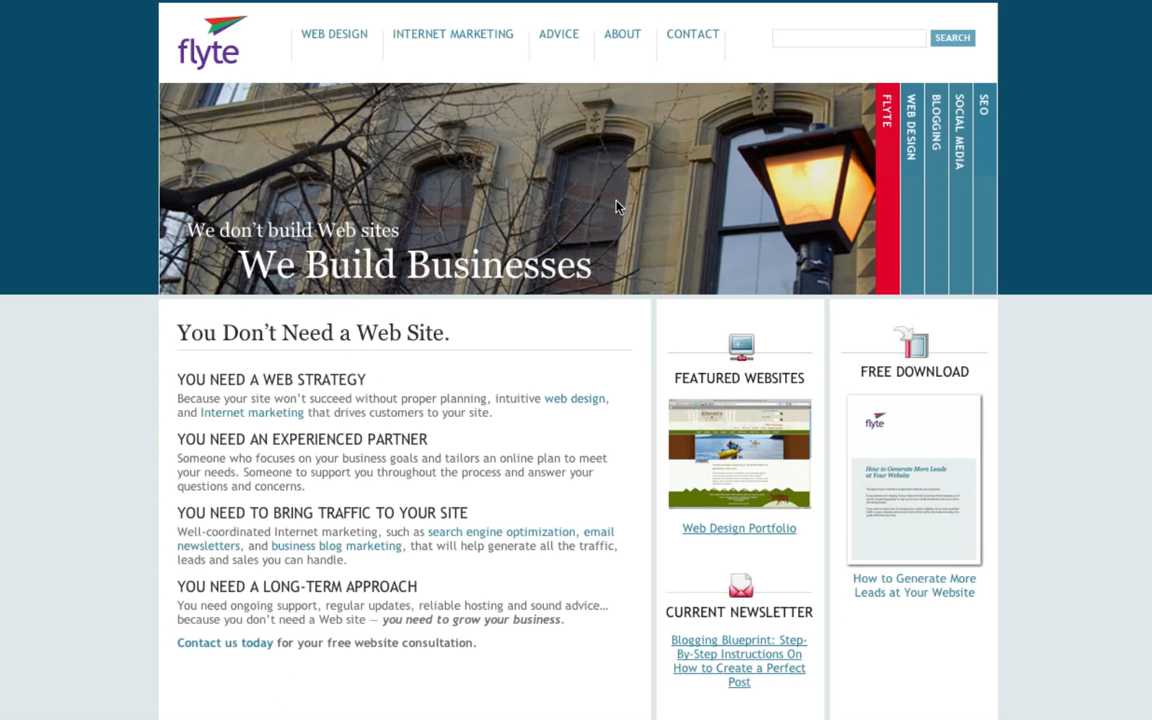 flyte
WEB DESIGN
INTERNET MARKETING
ADVICE
ABOUT
CONTACT
SEARCH
We don't build Web sites
We Build Businesses
FLYTE
WEB DESIGN
BLOGGING
SOCIAL MEDIA
SEO
You Don't Need a Web Site.
YOU NEED A WEB STRATEGY
Because your site won't succeed without proper planning, intuitive web design,
and Internet marketing that drives customers to your site.
YOU NEED AN EXPERIENCED PARTNER
Someone who focuses on your business goals and tailors an online plan to meet
your needs. Someone to support you throughout the process and answer your
questions and concerns.
YOU NEED TO BRING TRAFFIC TO YOUR SITE
Well-coordinated Internet marketing, such as search engine optimization, email
newsletters, and business blog marketing, that will help generate all the traffic,
leads and sales you can handle.
YOU NEED A LONG-TERM APPROACH
You need ongoing support, regular updates, reliable hosting and sound advice...
because you don't need a Web site — you need to grow your business.
Contact us today for your free website consultation.
FEATURED WEBSITES
Web Design Portfolio
CURRENT NEWSLETTER
Blogging Blueprint: Step-
By-Step Instructions On
How to Create a Perfect
Post
FREE DOWNLOAD
flyte
How to Generate More Leads
at Your Website
How to Generate More
Leads at Your Website